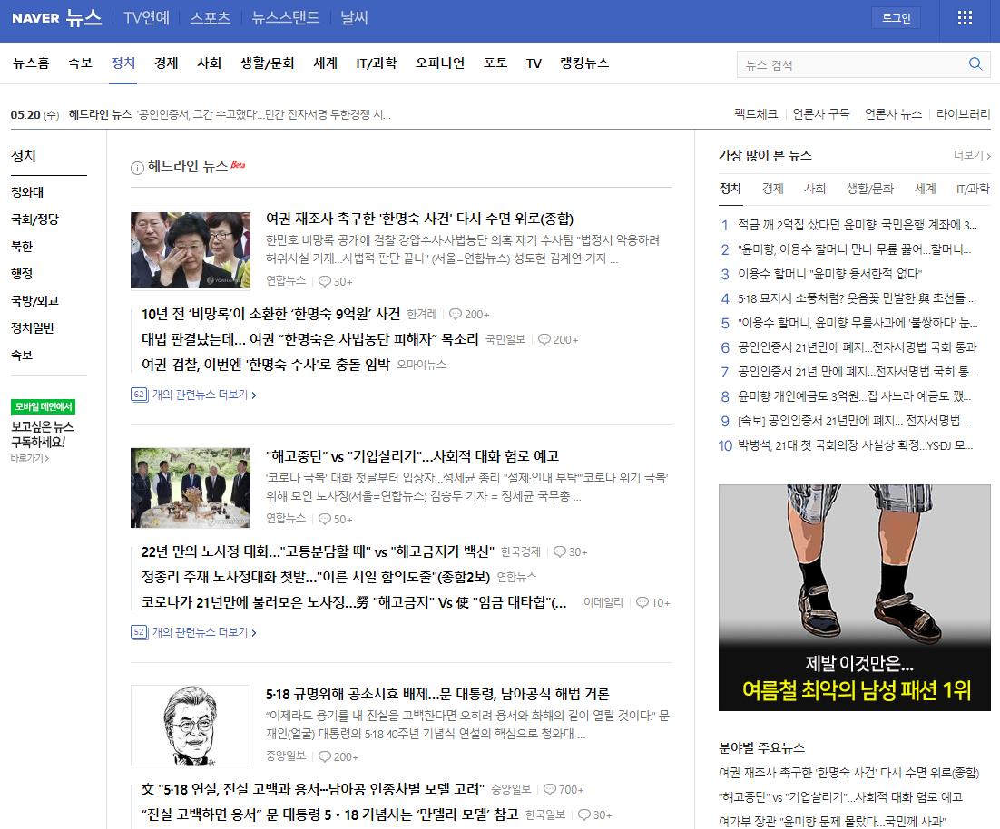 NAVER 뉴스 TV연예 스포츠 뉴스스탠드 날씨 로그인
뉴스홈 속보 정치 경제 사회 생활/문화 세계 IT/과학 오피니언 포토 TV 랭킹뉴스 뉴스 검색
05.20 (수) 헤드라인 뉴스 '공인인증서, 그간 수고했다'...민간 전자서명 무한경쟁 시...
팩트체크 언론사 구독 언론사 뉴스 라이브러리
정치
청와대
국회/정당
북한
행정
국방/외교
정치일반
속보
모바일 메인에서
보고싶은 뉴스
구독하세요!
바로가기 >
헤드라인 뉴스 Beta
여권 재조사 촉구한 '한명숙 사건' 다시 수면 위로(종합)
한만호 비망록 공개에 검찰 강압수사·사법농단 의혹 제기 수사팀 "법정서 악용하려
허위사실 기재…사법적 판단 끝나" (서울=연합뉴스) 성도현 김계연 기자 ...
연합뉴스 30+
10년 전 ‘비망록’이 소환한 ‘한명숙 9억원’ 사건 한겨레 200+
대법 판결났는데… 여권 “한명숙은 사법농단 피해자” 목소리 국민일보 200+
여권-검찰, 이번엔 '한명숙 수사'로 충돌 임박 오마이뉴스
62 개의 관련뉴스 더보기 >
"해고중단" vs "기업살리기"…사회적 대화 험로 예고
'코로나 극복' 대화 첫날부터 입장차…정세균 총리 "절제·인내 부탁"'코로나 위기 극복'
위해 모인 노사정(서울=연합뉴스) 김승두 기자 = 정세균 국무총 ...
연합뉴스 50+
22년 만의 노사정 대화…"고통분담할 때" vs "해고금지가 백신" 한국경제 30+
정총리 주재 노사정대화 첫발…"이른 시일 합의도출"(종합2보) 연합뉴스
코로나가 21년만에 불러모은 노사정…勞 "해고금지" Vs 使 "임금 대타협"(... 이데일리 10+
52 개의 관련뉴스 더보기 >
5·18 규명위해 공소시효 배제…문 대통령, 남아공식 해법 거론
“이제라도 용기를 내 진실을 고백한다면 오히려 용서와 화해의 길이 열릴 것이다.” 문
재인(얼굴) 대통령의 5·18 40주년 기념식 연설의 핵심으로 청와대 ...
중앙일보 200+
文 "5·18 연설, 진실 고백과 용서…남아공 인종차별 모델 고려" 중앙일보 700+
“진실 고백하면 용서” 문 대통령 5・18 기념사는 ‘만델라 모델’ 참고 한국일보 30+
가장 많이 본 뉴스 더보기 >
정치 경제 사회 생활/문화 세계 IT/과학
1 적금 깨 2억집 샀다던 윤미향, 국민은행 계좌에 3...
2 "윤미향, 이용수 할머니 만나 무릎 꿇어…할머니...
3 이용수 할머니 "윤미향 용서한적 없다"
4 5·18 묘지서 소풍처럼? 웃음꽃 만발한 與 초선들 ...
5 "이용수 할머니, 윤미향 무릎사과에 '불쌍하다' 눈...
6 공인인증서 21년만에 폐지…전자서명법 국회 통과
7 공인인증서 21년 만에 폐지…전자서명법 국회 통...
8 윤미향 개인예금도 3억원…집 사느라 예금도 깼...
9 [속보] 공인인증서 21년만에 폐지… 전자서명법 ...
10 박병석, 21대 첫 국회의장 사실상 확정…YS·DJ 모...
제발 이것만은...
여름철 최악의 남성 패션 1위
분야별 주요뉴스
여권 재조사 촉구한 '한명숙 사건' 다시 수면 위로(종합)
"해고중단" vs "기업살리기"…사회적 대화 험로 예고
여가부 장관 "윤미향 문제 몰랐다…국민께 사과"